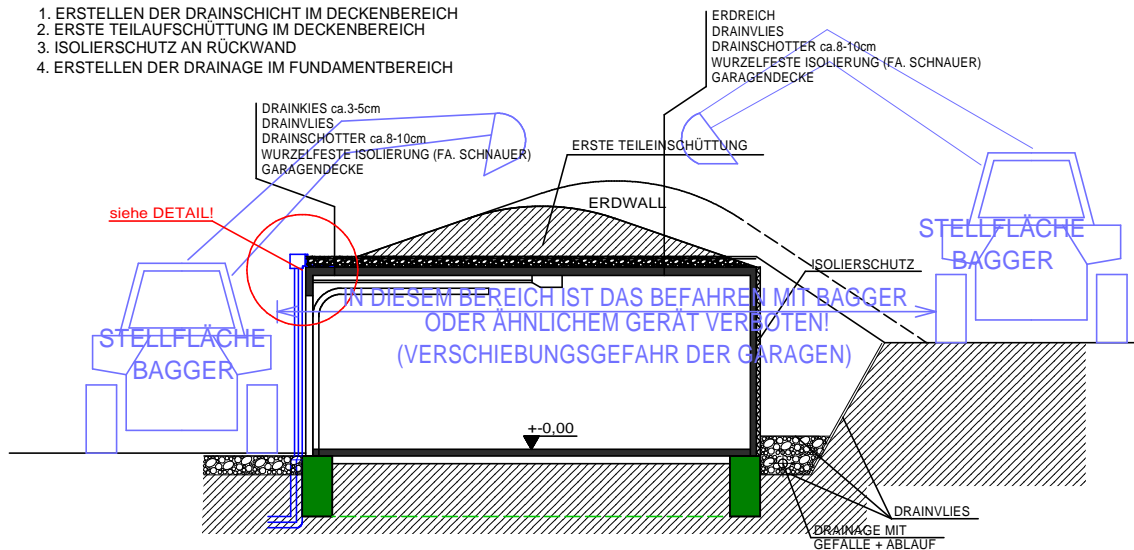 1. ERSTELLEN DER DRAINSCHICHT IM DECKENBEREICH
2. ERSTE TEILAUFSCHÜTTUNG IM DECKENBEREICH
3. ISOLIERSCHUTZ AN RÜCKWAND
4. ERSTELLEN DER DRAINAGE IM FUNDAMENTBEREICH
ERDREICH
DRAINVLIES
DRAINSCHOTTER ca.8-10cm
WURZELFESTE ISOLIERUNG (FA. SCHNAUER)
GARAGENDECKE
DRAINKIES ca.3-5cm
DRAINVLIES
DRAINSCHOTTER ca.8-10cm
WURZELFESTE ISOLIERUNG (FA. SCHNAUER)
GARAGENDECKE
ERSTE TEILEINSCHÜTTUNG
siehe DETAIL!
ERDWALL
STELLFLÄCHE
BAGGER
ISOLIERSCHUTZ
IN DIESEM BEREICH IST DAS BEFAHREN MIT BAGGER
ODER ÄHNLICHEM GERÄT VERBOTEN!
(VERSCHIEBUNGSGEFAHR DER GARAGEN)
STELLFLÄCHE
BAGGER
+-0,00
DRAINVLIES
DRAINAGE MIT
GEFÄLLE + ABLAUF